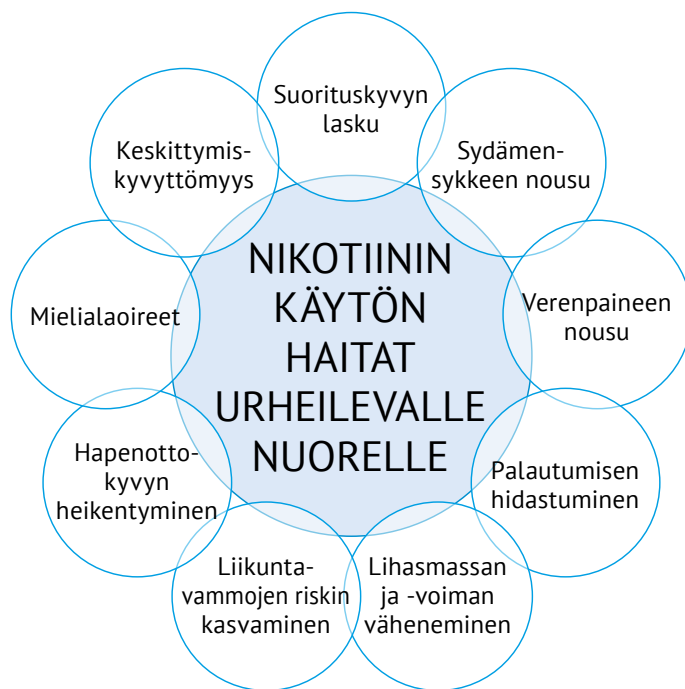 Suorituskyvyn
lasku
Sydämen-
sykkeen nousu
Verenpaineen
nousu
Palautumisen
hidastuminen
Lihasmassan
ja -voiman
väheneminen
Liikunta-
vammojen riskin
kasvaminen
Hapenotto-
kyvyn
heikentyminen
Mielialaoireet
Keskittymis-
kyvyttömyys
NIKOTIININ
KÄYTÖN
HAITAT
URHEILEVALLE
NUORELLE